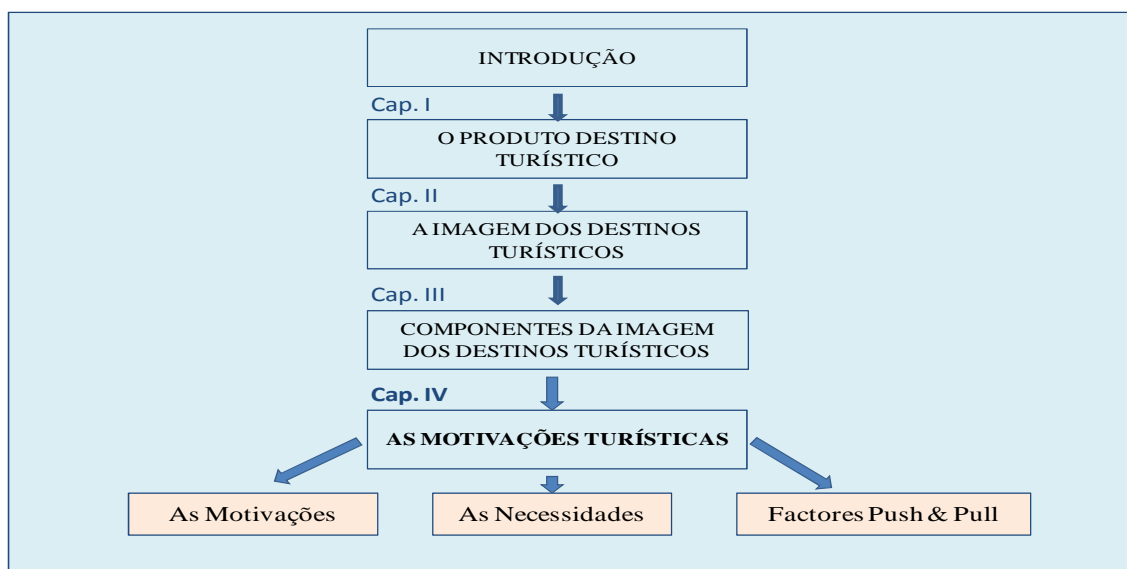 INTRODUÇÃO
Cap. I
O PRODUTO DESTINO
TURÍSTICO
Cap. II
A IMAGEM DOS DESTINOS
TURÍSTICOS
Cap. III
COMPONENTES DA IMAGEM
DOS DESTINOS TURÍSTICOS
Cap. IV
AS MOTIVAÇÕES TURÍSTICAS
As Motivações
As Necessidades
Factores Push & Pull